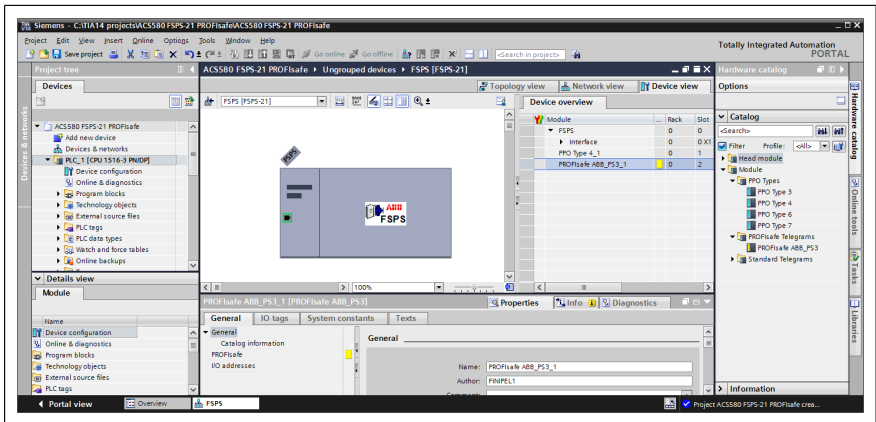 Siemens - C:\TIA14 projects\ACS580 FSPS-21 PROFIsafe\ACS580 FSPS-21 PROFIsafe
Project Edit View Insert Online Options Tools Window Help
Save project
Go online
Go offline
<Search in project>
Totally Integrated Automation
PORTAL
Project tree
Devices
Devices & networks
ACS580 FSPS-21 PROFIsafe
Add new device
Devices & networks
PLC_1 [CPU 1516-3 PN/DP]
Device configuration
Online & diagnostics
Program blocks
Technology objects
External source files
PLC tags
PLC data types
Watch and force tables
Online backups
Details view
Module
Name
Device configuration
Online & diagnostics
Program blocks
Technology objects
External source files
PLC tags
ACS580 FSPS-21 PROFIsafe
Ungrouped devices
FSPS [FSPS-21]
Topology view
Network view
Device view
FSPS [FSPS-21]
FSPS
ABB
FSPS
100%
Device overview
Module ... Rack Slot
FSPS 0 0
Interface 0 0 X1
PPO Type 4_1 0 1
PROFIsafe ABB_PS3_1 0 2
PROFIsafe ABB_PS3_1 [PROFIsafe ABB_PS3]
Properties
Info
Diagnostics
General
IO tags
System constants
Texts
General
Catalog information
PROFIsafe
I/O addresses
General
Name: PROFIsafe ABB_PS3_1
Author: FINIPEL1
Hardware catalog
Options
Catalog
<Search>
Filter Profile: <All>
Head module
Module
PPO Types
PPO Type 3
PPO Type 4
PPO Type 6
PPO Type 7
PROFIsafe Telegrams
PROFIsafe ABB_PS3
Standard Telegrams
Information
Hardware catalog
Online tools
Tasks
Libraries
Portal view
Overview
FSPS
Project ACS580 FSPS-21 PROFIsafe crea...